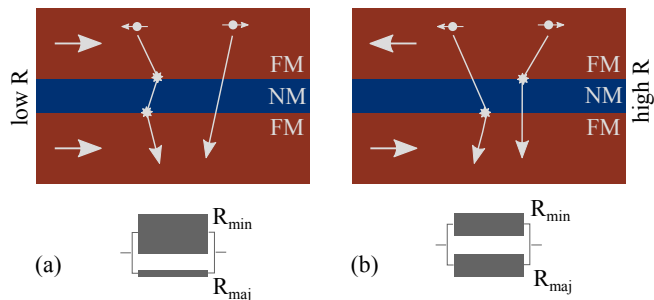 low R
FM
NM
FM
FM
NM
FM
high R
R_min
R_maj
(a)
R_min
R_maj
(b)